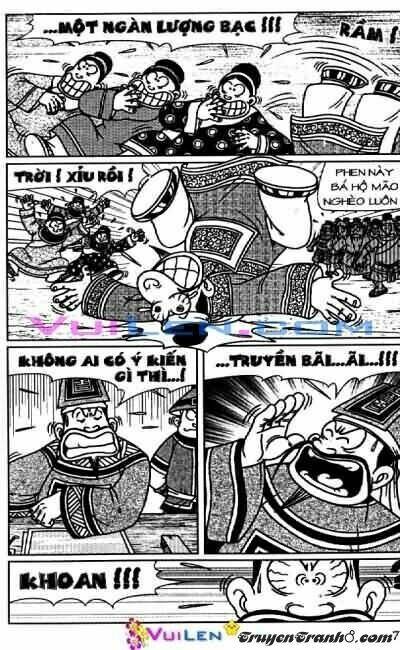 ...MỘT NGÀN LƯỢNG BẠC !!!
RẦM !
TRỜI ! XỈU RỒI !
PHEN NÀY
BÁ HỘ MÃO
NGHÈO LUÔN
VUILEN.COM
KHÔNG AI CÓ Ý KIẾN
GÌ THÌ...!
...TRUYỀN BÃI...ÃI...!!!
KHOAN !!!
VUILEN
TruyenTranh8.com
7